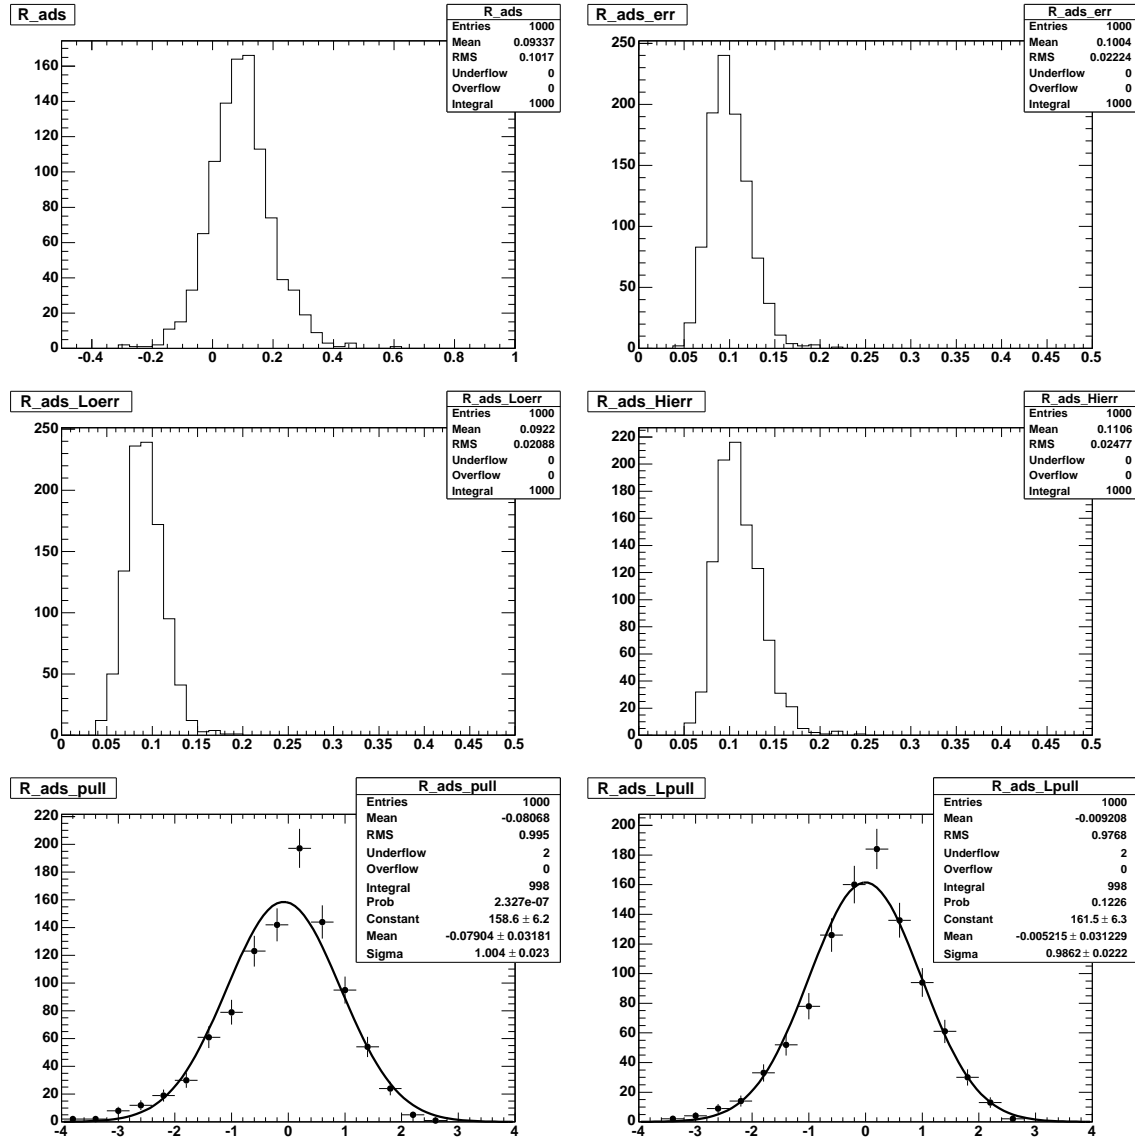 R_ads
R_ads
Entries 1000
Mean 0.09337
RMS 0.1017
Underflow 0
Overflow 0
Integral 1000
160
140
120
100
80
60
40
20
0
-0.4 -0.2 0 0.2 0.4 0.6 0.8 1
R_ads_err
R_ads_err
Entries 1000
Mean 0.1004
RMS 0.02224
Underflow 0
Overflow 0
Integral 1000
250
200
150
100
50
0
0 0.05 0.1 0.15 0.2 0.25 0.3 0.35 0.4 0.45 0.5
R_ads_Loerr
R_ads_Loerr
Entries 1000
Mean 0.0922
RMS 0.02088
Underflow 0
Overflow 0
Integral 1000
250
200
150
100
50
0
0 0.05 0.1 0.15 0.2 0.25 0.3 0.35 0.4 0.45 0.5
R_ads_Hierr
R_ads_Hierr
Entries 1000
Mean 0.1106
RMS 0.02477
Underflow 0
Overflow 0
Integral 1000
220
200
180
160
140
120
100
80
60
40
20
0
0 0.05 0.1 0.15 0.2 0.25 0.3 0.35 0.4 0.45 0.5
R_ads_pull
R_ads_pull
Entries 1000
Mean -0.08068
RMS 0.995
Underflow 2
Overflow 0
Integral 998
Prob 2.327e-07
Constant 158.6 ± 6.2
Mean -0.07904 ± 0.03181
Sigma 1.004 ± 0.023
220
200
180
160
140
120
100
80
60
40
20
0
-4 -3 -2 -1 0 1 2 3 4
R_ads_Lpull
R_ads_Lpull
Entries 1000
Mean -0.009208
RMS 0.9768
Underflow 2
Overflow 0
Integral 998
Prob 0.1226
Constant 161.5 ± 6.3
Mean -0.005215 ± 0.031229
Sigma 0.9862 ± 0.0222
200
180
160
140
120
100
80
60
40
20
0
-4 -3 -2 -1 0 1 2 3 4